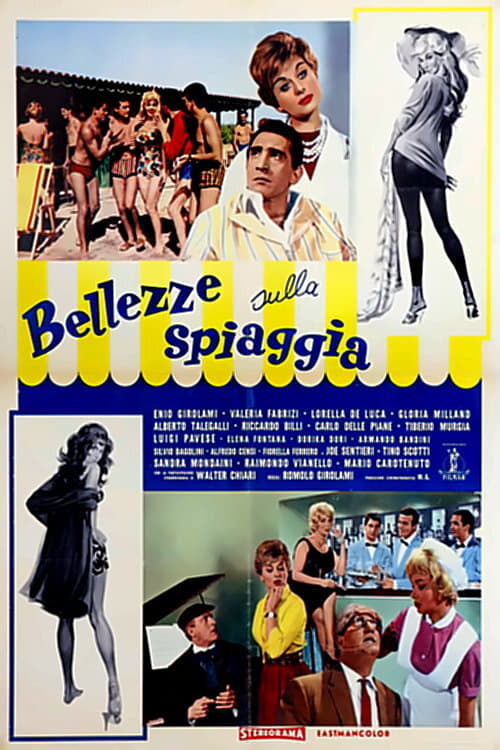 Bellezze sulla
spiaggia
ENIO GIROLAMI - VALERIA FABRIZI - LORELLA DE LUCA - GLORIA MILLAND
ALBERTO TALEGALLI - RICCARDO BILLI - CARLO DELLE PIANE - TIBERIO MURGIA
LUIGI PAVESE - ELENA FONTANA - DORIKA DORI - ARMANDO BANDINI
SILVIO BAGOLINI - ALFREDO CENSI - FIORELLA FERRERO - JOE SENTIERI - TINO SCOTTI
SANDRA MONDAINI - RAIMONDO VIANELLO - MARIO CAROTENUTO
WALTER CHIARI ROMOLO GIROLAMI
STEREORAMA EASTMANCOLOR